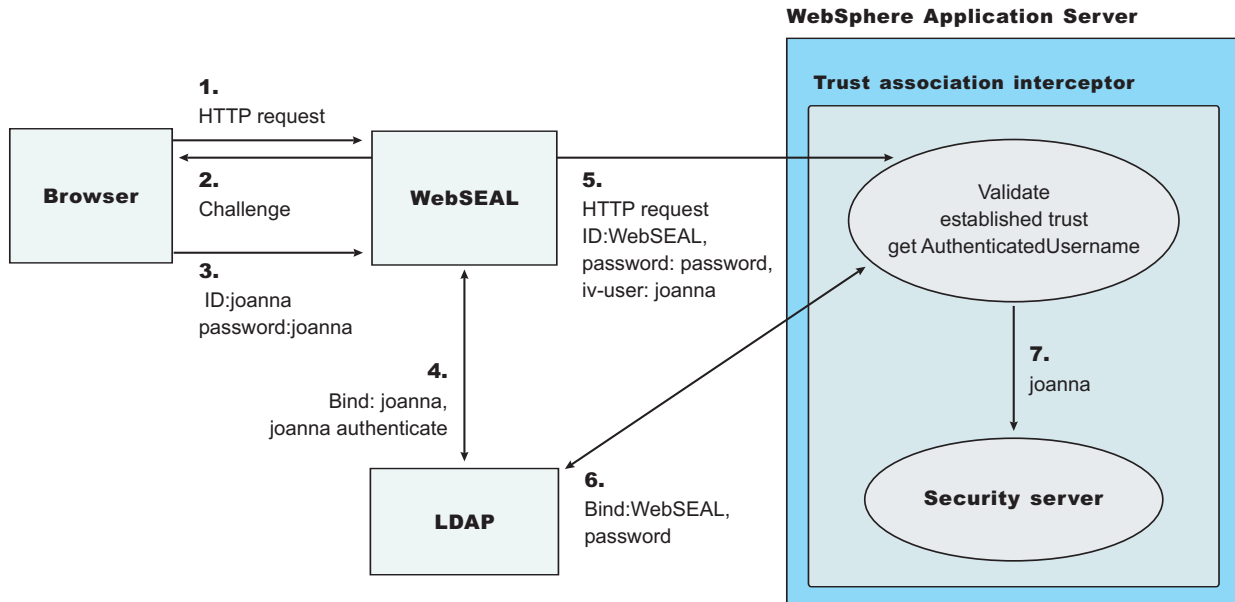 WebSphere Application Server
Trust association interceptor
1.
HTTP request
Browser
2.
Challenge
WebSEAL
3.
ID:joanna
password:joanna
4.
Bind: joanna,
joanna authenticate
LDAP
5.
HTTP request
ID:WebSEAL,
password: password,
iv-user: joanna
Validate
established trust
get AuthenticatedUsername
6.
Bind:WebSEAL,
password
7.
joanna
Security server